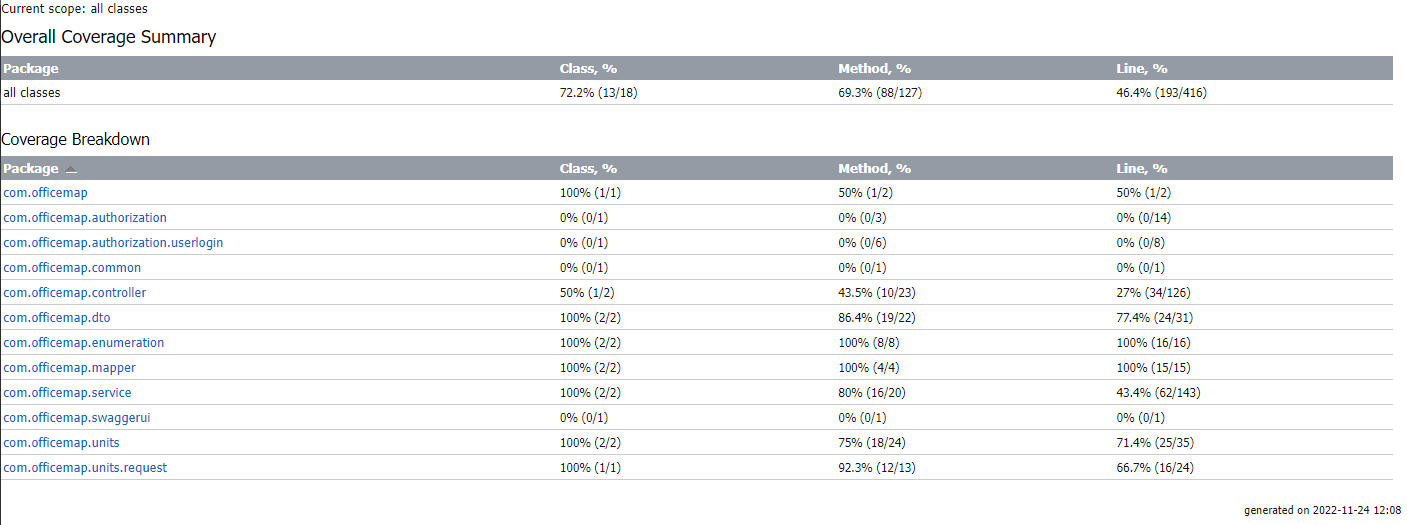 Current scope: all classes
Overall Coverage Summary
Package Class, % Method, % Line, %
all classes 72.2% (13/18) 69.3% (88/127) 46.4% (193/416)
Coverage Breakdown
Package Class, % Method, % Line, %
com.officemap 100% (1/1) 50% (1/2) 50% (1/2)
com.officemap.authorization 0% (0/1) 0% (0/3) 0% (0/14)
com.officemap.authorization.userlogin 0% (0/1) 0% (0/6) 0% (0/8)
com.officemap.common 0% (0/1) 0% (0/1) 0% (0/1)
com.officemap.controller 50% (1/2) 43.5% (10/23) 27% (34/126)
com.officemap.dto 100% (2/2) 86.4% (19/22) 77.4% (24/31)
com.officemap.enumeration 100% (2/2) 100% (8/8) 100% (16/16)
com.officemap.mapper 100% (2/2) 100% (4/4) 100% (15/15)
com.officemap.service 100% (2/2) 80% (16/20) 43.4% (62/143)
com.officemap.swaggerui 0% (0/1) 0% (0/1) 0% (0/1)
com.officemap.units 100% (2/2) 75% (18/24) 71.4% (25/35)
com.officemap.units.request 100% (1/1) 92.3% (12/13) 66.7% (16/24)
generated on 2022-11-24 12:08